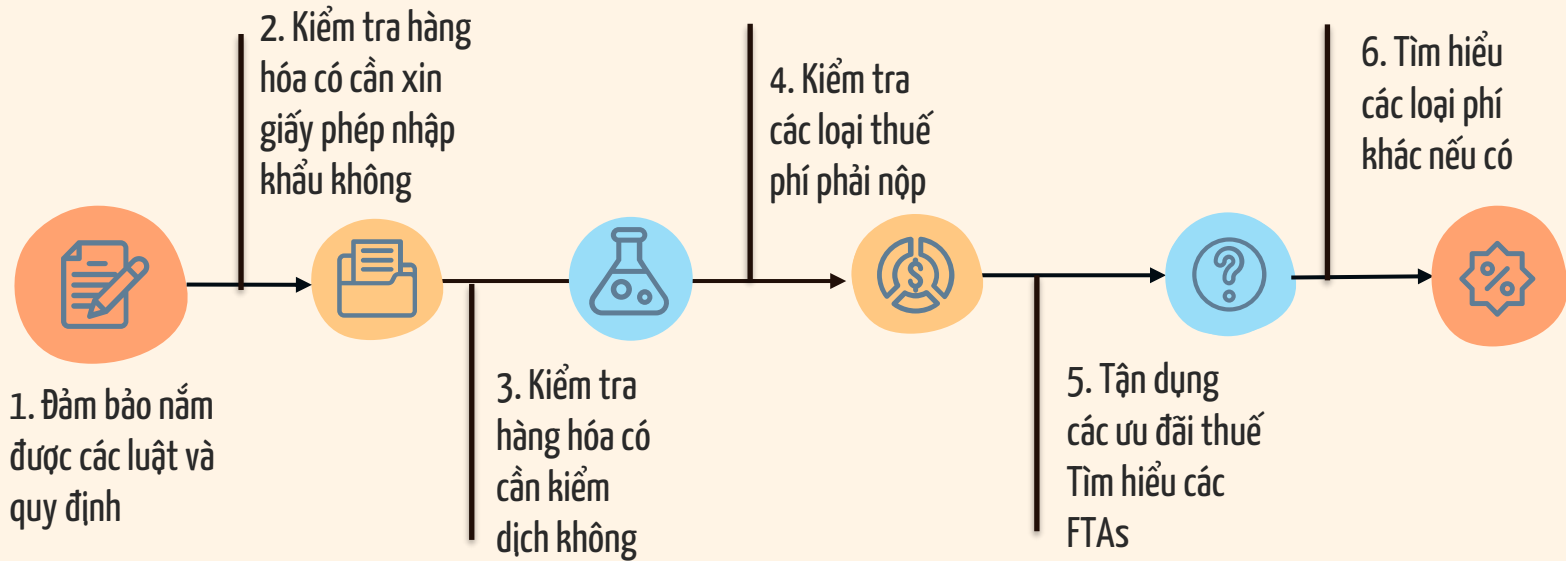 1. Đảm bảo nắm
được các luật và
quy định
2. Kiểm tra hàng
hóa có cần xin
giấy phép nhập
khẩu không
3. Kiểm tra
hàng hóa có
cần kiểm
dịch không
4. Kiểm tra
các loại thuế
phí phải nộp
5. Tận dụng
các ưu đãi thuế
Tìm hiểu các
FTAs
6. Tìm hiểu
các loại phí
khác nếu có